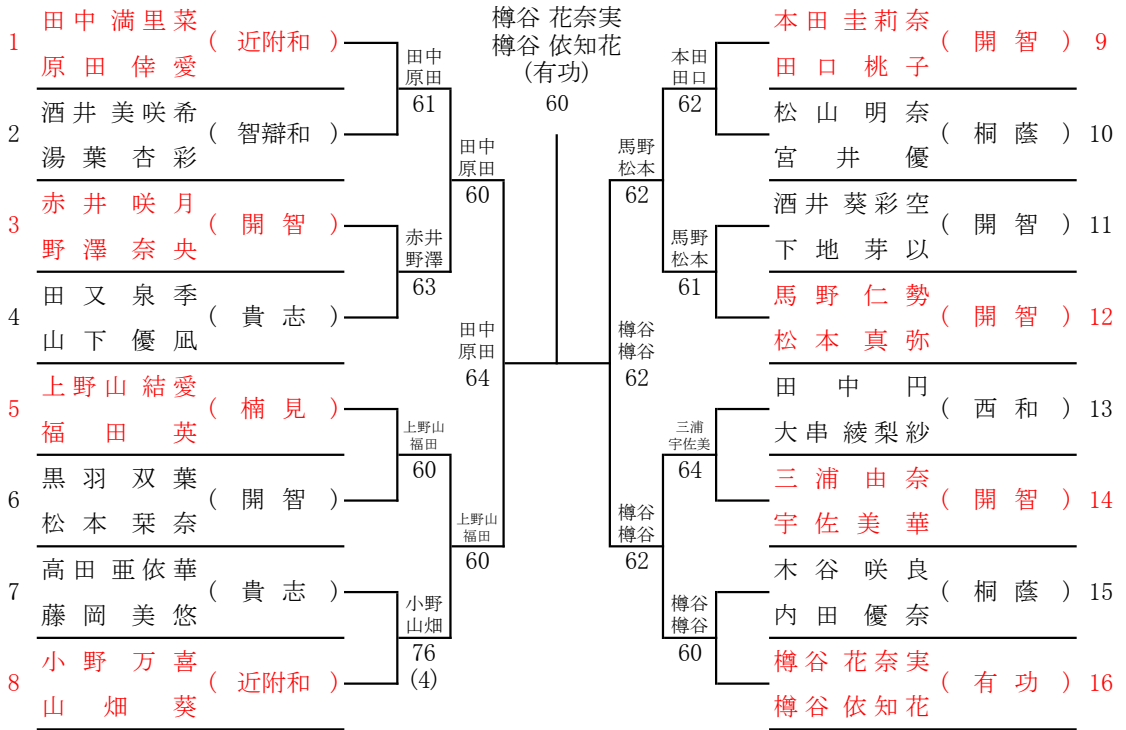 1 田中 満里菜 (近附和)
原田 倖愛
2 酒井 美咲希 (智辯和)
湯葉 杏彩
3 赤井 咲月 (開智)
野澤 奈央
4 田又 泉季 (貴志)
山下 優凪
5 上野山 結愛 (楠見)
福田 英
6 黒羽 双葉 (開智)
松本 栞奈
7 高田 亜依華 (貴志)
藤岡 美悠
8 小野 万喜 (近附和)
山畑 葵
田中
原田
61
赤井
野澤
63
上野山
福田
60
小野
山畑
76
(4)
田中
原田
60
上野山
福田
60
田中
原田
64
樽谷 花奈実
樽谷 依知花
(有功)
60
樽谷
樽谷
62
馬野
松本
62
樽谷
樽谷
62
本田
田口
62
馬野
松本
61
三浦
宇佐美
64
樽谷
樽谷
60
本田 圭莉奈 (開智) 9
田口 桃子
松山 明奈 (桐蔭) 10
宮井 優
酒井 葵彩空 (開智) 11
下地 芽以
馬野 仁勢 (開智) 12
松本 真弥
田中 円 (西和) 13
大串 綾梨紗
三浦 由奈 (開智) 14
宇佐美 華
木谷 咲良 (桐蔭) 15
内田 優奈
樽谷 花奈実 (有功) 16
樽谷 依知花